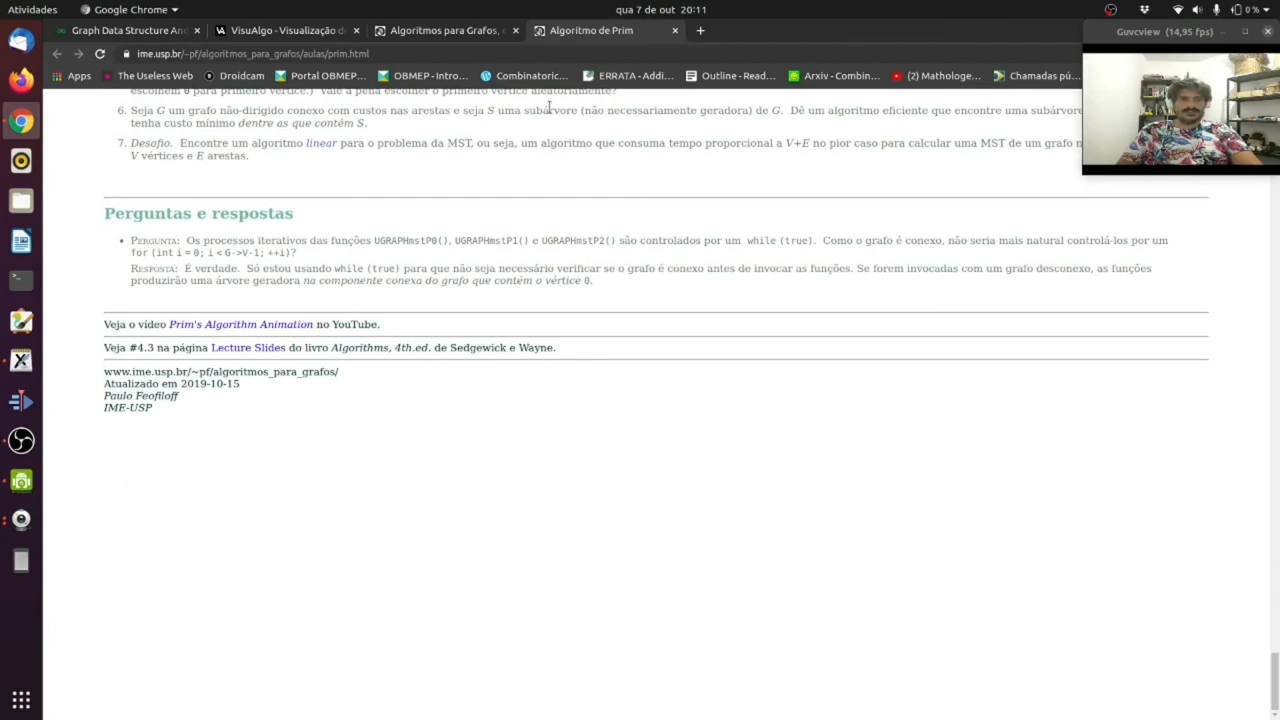 Atividades Google Chrome qua 7 de out 20:11 0 %
Graph Data Structure An VisuAlgo - Visualização d Algoritmos para Grafos, Algoritmo de Prim Guvcview (14,95 fps)
ime.usp.br/~pf/algoritmos_para_grafos/aulas/prim.html
Apps The Useless Web Droidcam Portal OBMEP... OBMEP - Intro... Combinatoric... ERRATA - Addi... Outline - Read... Arxiv - Combin... (2) Mathologe... Chamadas pú...
escolhem 0 para primeiro vértice.) Vale a pena escolher o primeiro vértice aleatoriamente?
6. Seja G um grafo não-dirigido conexo com custos nas arestas e seja S uma subárvore (não necessariamente geradora) de G. Dê um algoritmo eficiente que encontre uma subárvore
tenha custo mínimo dentre as que contêm S.
7. Desafio. Encontre um algoritmo linear para o problema da MST, ou seja, um algoritmo que consuma tempo proporcional a V+E no pior caso para calcular uma MST de um grafo
V vértices e E arestas.
Perguntas e respostas
• PERGUNTA: Os processos iterativos das funções UGRAPHmstP0(), UGRAPHmstP1() e UGRAPHmstP2() são controlados por um while (true). Como o grafo é conexo, não seria mais natural controlá-los por um
for (int i = 0; i < G->V-1; ++i)?
RESPOSTA: É verdade. Só estou usando while (true) para que não seja necessário verificar se o grafo é conexo antes de invocar as funções. Se forem invocadas com um grafo desconexo, as funções
produzirão uma árvore geradora na componente conexa do grafo que contém o vértice 0.
Veja o vídeo Prim's Algorithm Animation no YouTube.
Veja #4.3 na página Lecture Slides do livro Algorithms, 4th.ed. de Sedgewick e Wayne.
www.ime.usp.br/~pf/algoritmos_para_grafos/
Atualizado em 2019-10-15
Paulo Feofiloff
IME-USP